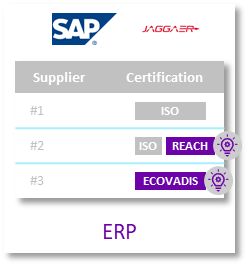 SAP ® JAGGAER
Supplier Certification
#1 ISO
#2 ISO REACH
#3 ECOVADIS
ERP